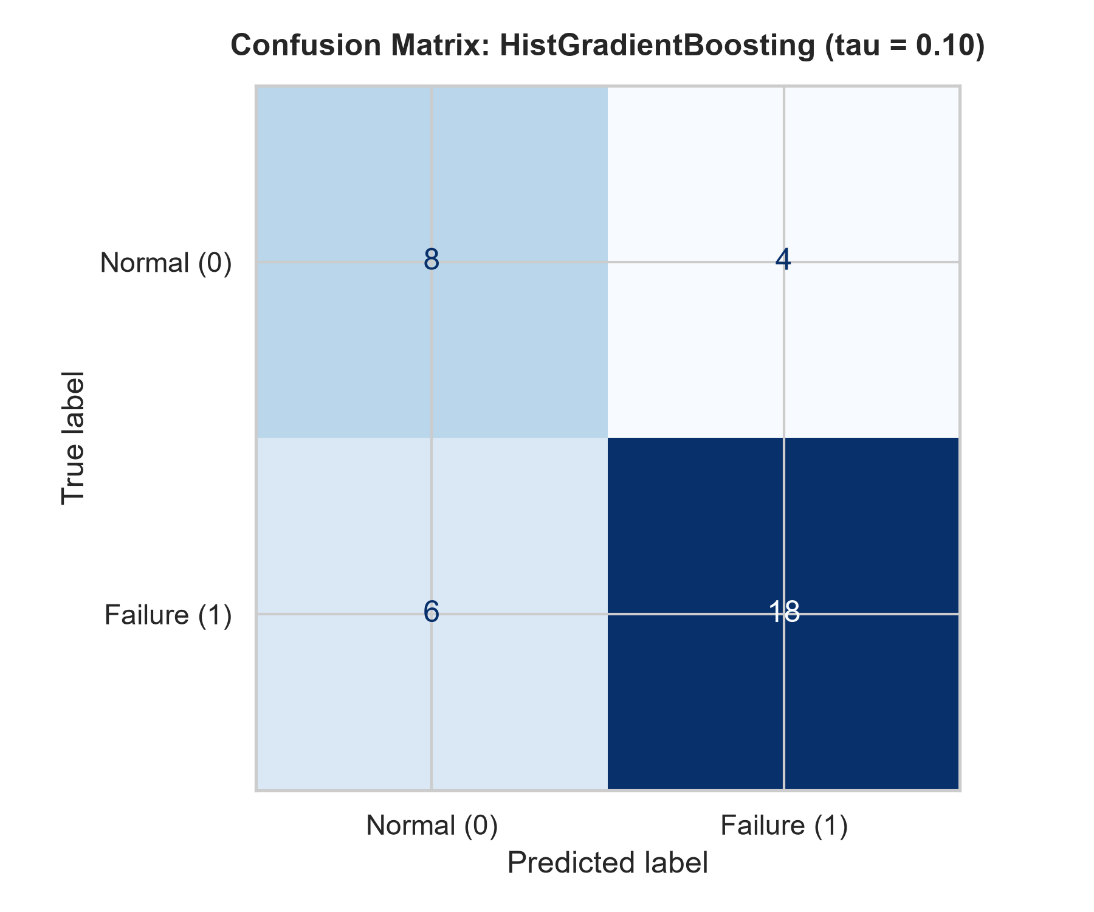 Confusion Matrix: HistGradientBoosting (tau = 0.10)
Normal (0)
8
4
True label
Failure (1)
6
18
Normal (0)
Failure (1)
Predicted label